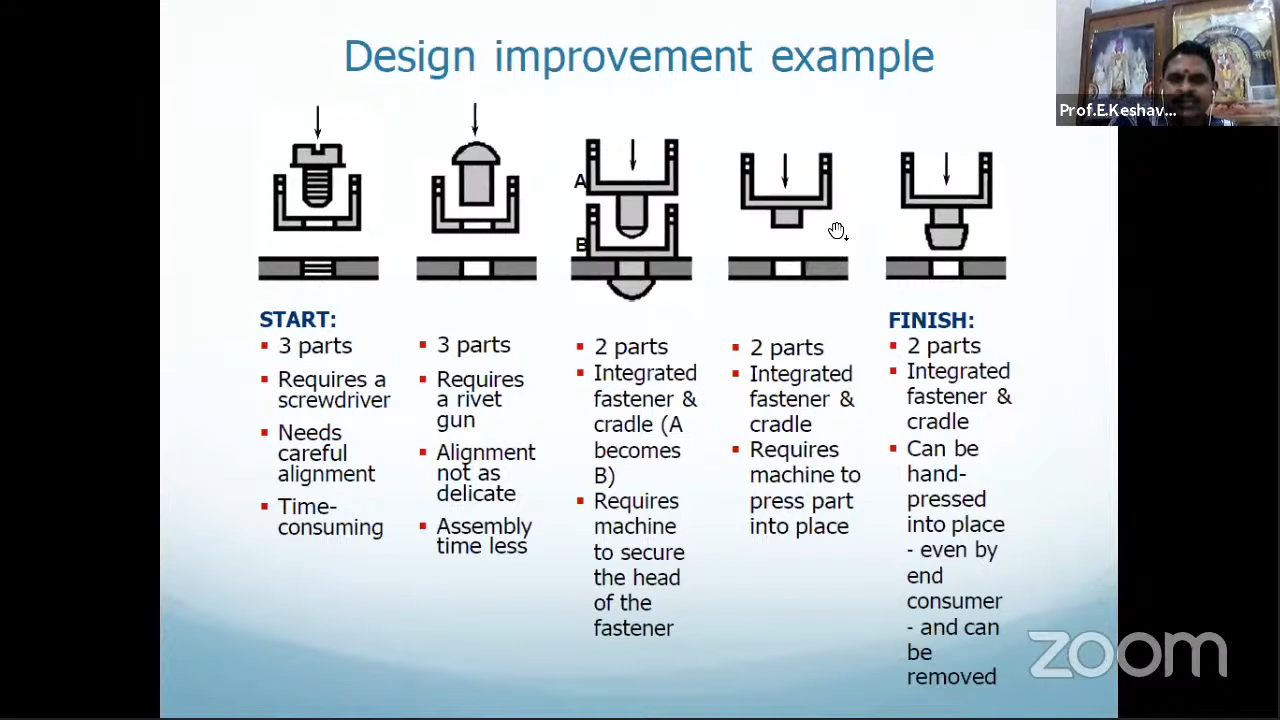 Design improvement example
Prof.E.Keshav...
A
B
START:
3 parts
Requires a
screwdriver
Needs
careful
alignment
Time-
consuming
3 parts
Requires
a rivet
gun
Alignment
not as
delicate
Assembly
time less
2 parts
Integrated
fastener &
cradle (A
becomes
B)
Requires
machine
to secure
the head
of the
fastener
2 parts
Integrated
fastener &
cradle
Requires
machine to
press part
into place
FINISH:
2 parts
Integrated
fastener &
cradle
Can be
hand-
pressed
into place
- even by
end
consumer
- and can
be
removed
zoom